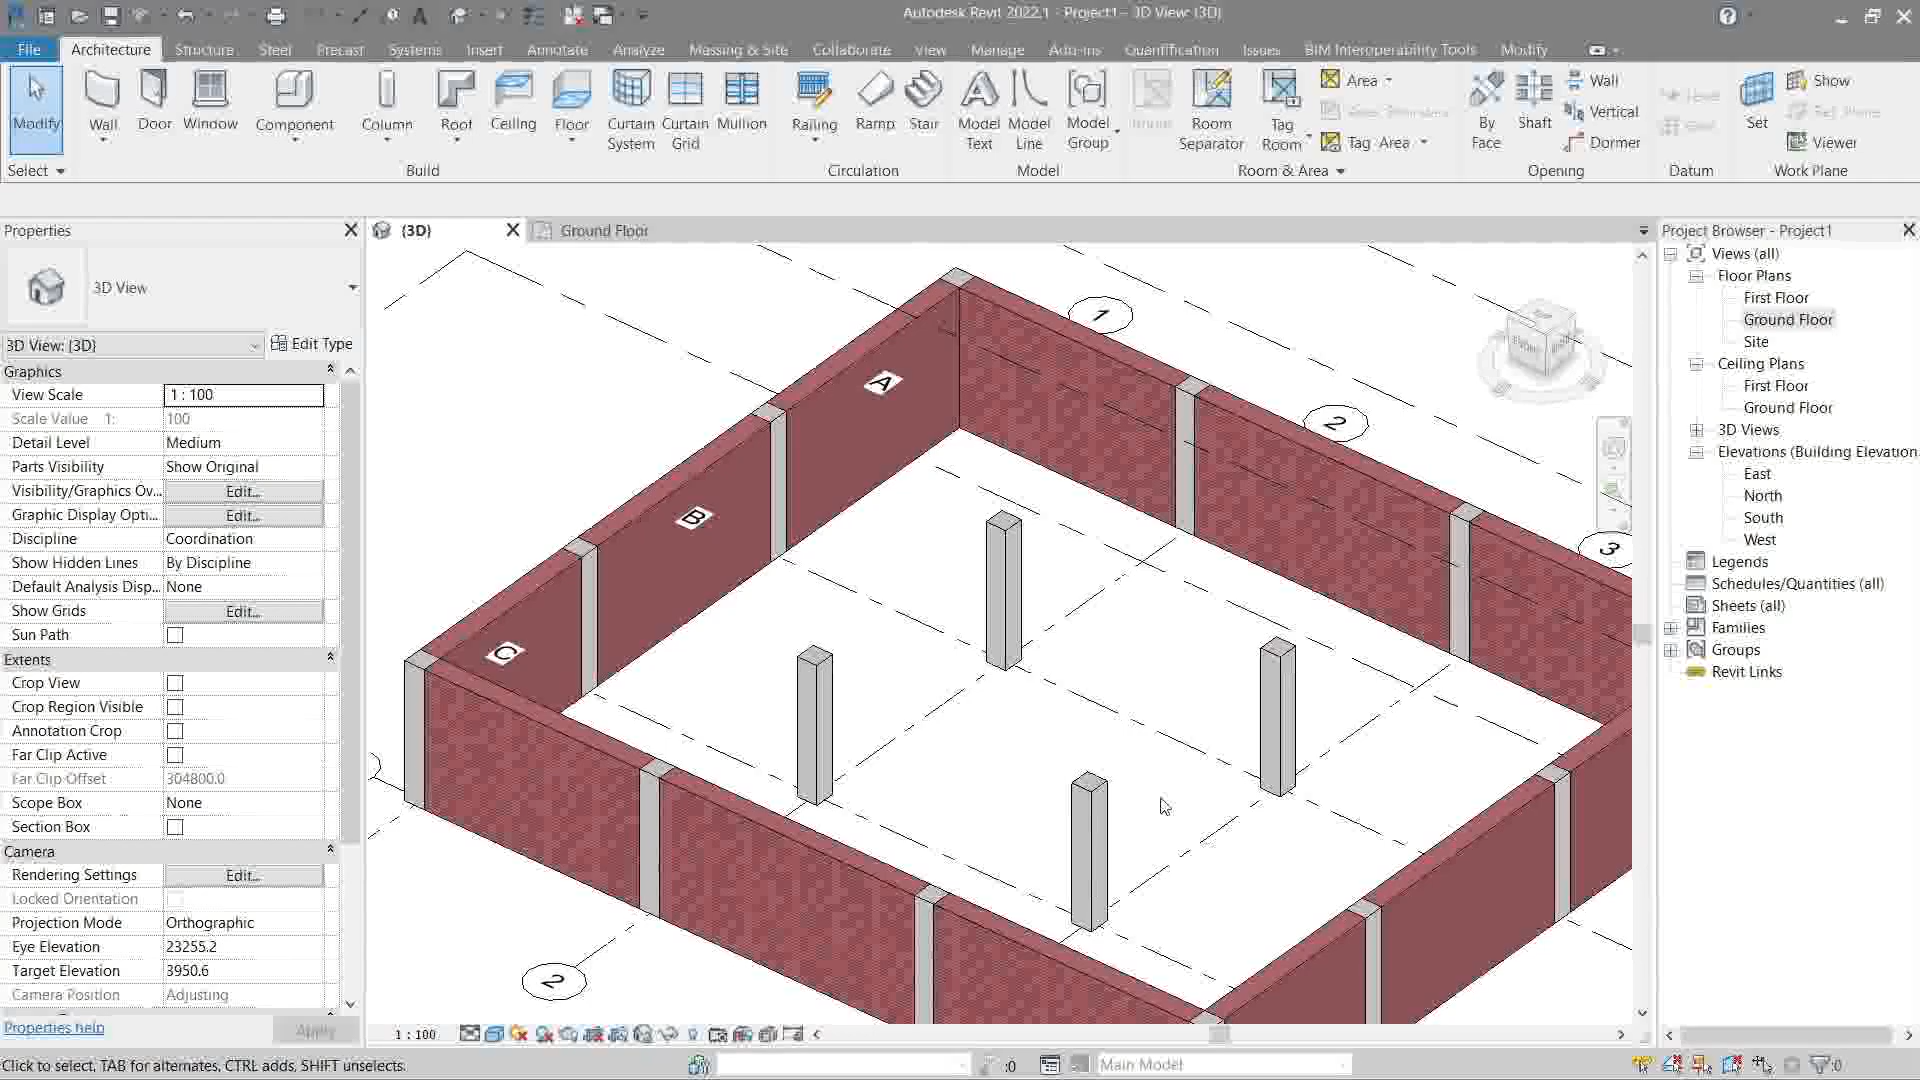 Autodesk Revit 2022.1 - Project1 - 3D View: {3D}
File Architecture Structure Steel Precast Systems Insert Annotate Analyze Massing & Site Collaborate View Manage Add-Ins Quantification Issues BIM Interoperability Tools Modify
Modify Wall Door Window Component Column Roof Ceiling Floor Curtain System Curtain Grid Mullion Railing Ramp Stair Model Text Model Line Model Group Room Room Separator Tag Room
Area
Tag Area
By Face Shaft
Wall
Vertical
Dormer
Level
Grid
Set
Show
Ref Plane
Viewer
Select Build Circulation Model Room & Area Opening Datum Work Plane
Properties
3D View
3D View: {3D} Edit Type
Graphics
View Scale 1 : 100
Scale Value 1: 100
Detail Level Medium
Parts Visibility Show Original
Visibility/Graphics Ov... Edit...
Graphic Display Opti... Edit...
Discipline Coordination
Show Hidden Lines By Discipline
Default Analysis Disp... None
Show Grids Edit...
Sun Path
Extents
Crop View
Crop Region Visible
Annotation Crop
Far Clip Active
Far Clip Offset 304800.0
Scope Box None
Section Box
Camera
Rendering Settings Edit...
Locked Orientation
Projection Mode Orthographic
Eye Elevation 23255.2
Target Elevation 3950.6
Camera Position Adjusting
Properties help Apply
{3D} Ground Floor
1
A
2
B
3
C
2
1 : 100
Project Browser - Project1
Views (all)
Floor Plans
First Floor
Ground Floor
Site
Ceiling Plans
First Floor
Ground Floor
3D Views
Elevations (Building Elevation
East
North
South
West
Legends
Schedules/Quantities (all)
Sheets (all)
Families
Groups
Revit Links
Click to select, TAB for alternates, CTRL adds, SHIFT unselects.
:0
Main Model
:0